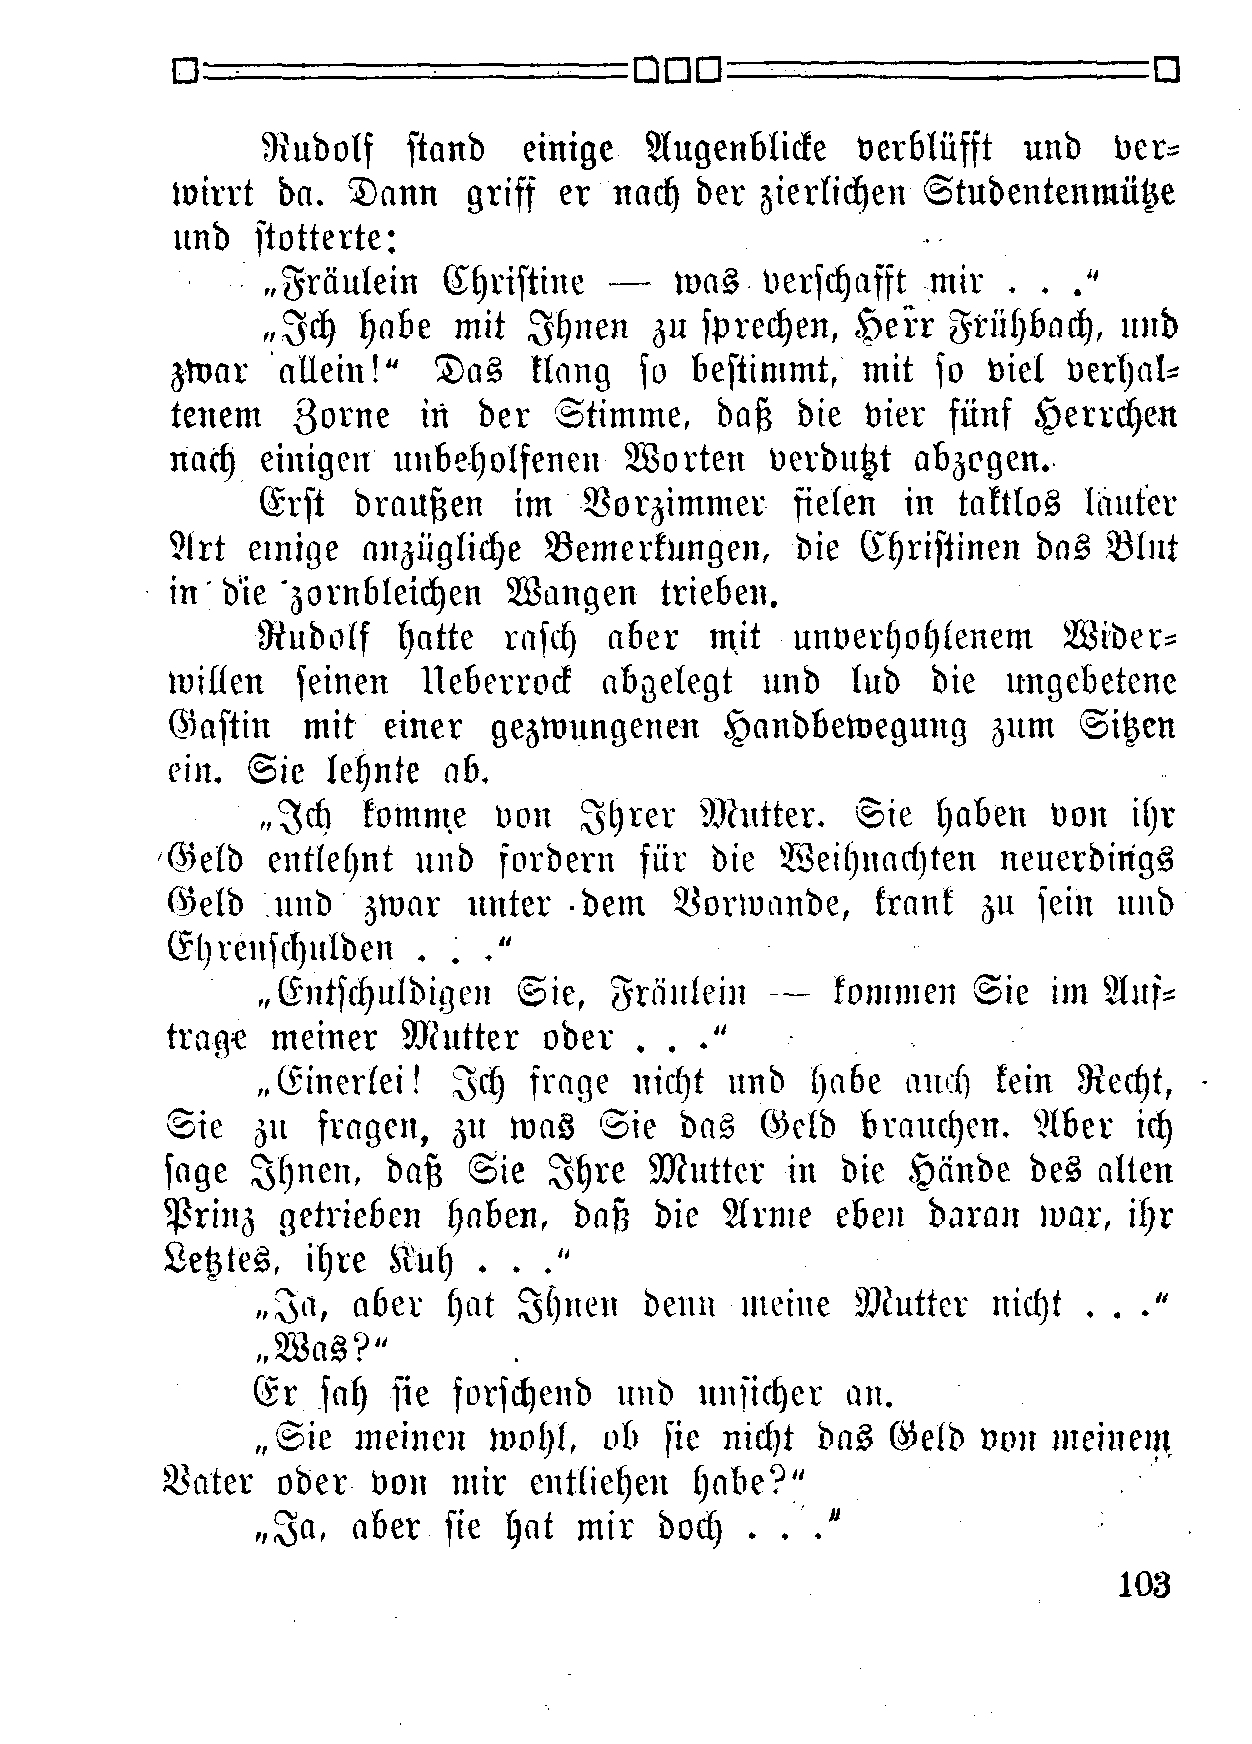 Rudolf stand einige Augenblicke verblüfft und ver=
wirrt da. Dann griff er nach der zierlichen Studentenmütze
und stotterte:
„Fräulein Christine — was verschafft mir . . .“
„Ich habe mit Ihnen zu sprechen, Herr Frühbach, und
zwar allein!“ Das klang so bestimmt, mit so viel verhal=
tenem Zorne in der Stimme, daß die vier fünf Herrchen
nach einigen unbeholfenen Worten verdutzt abzogen.
Erst draußen im Vorzimmer fielen in taktlos lauter
Art einige anzügliche Bemerkungen, die Christinen das Blut
in die zornbleichen Wangen trieben.
Rudolf hatte rasch aber mit unverhohlenem Wider=
willen seinen Ueberrock abgelegt und lud die ungebetene
Gastin mit einer gezwungenen Handbewegung zum Sitzen
ein. Sie lehnte ab.
„Ich komme von Ihrer Mutter. Sie haben von ihr
Geld entlehnt und fordern für die Weihnachten neuerdings
Geld und zwar unter dem Vorwande, krank zu sein und
Ehrenschulden . . .“
„Entschuldigen Sie, Fräulein — kommen Sie im Auf=
trage meiner Mutter oder . . .“
„Einerlei! Ich frage nicht und habe auch kein Recht,
Sie zu fragen, zu was Sie das Geld brauchen. Aber ich
sage Ihnen, daß Sie Ihre Mutter in die Hände des alten
Prinz getrieben haben, daß die Arme eben daran war, ihr
Letztes, ihre Kuh . . .“
„Ja, aber hat Ihnen denn meine Mutter nicht . . .“
„Was?“
Er sah sie forschend und unsicher an.
„Sie meinen wohl, ob sie nicht das Geld von meinem
Vater oder von mir entliehen habe?“
„Ja, aber sie hat mir doch . . .“
103